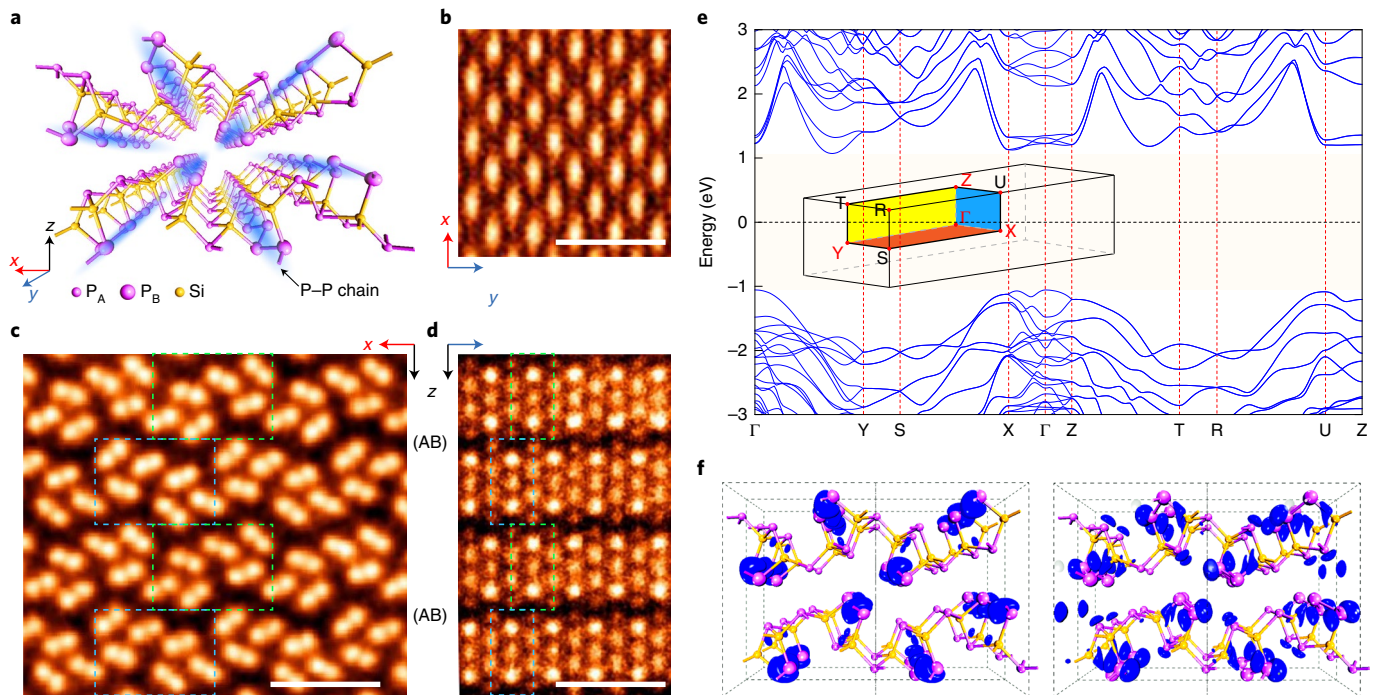 a
z
x
y
P–P chain
P_A P_B Si
b
x
y
c
x
z
(AB)
(AB)
d
e
Energy (eV)
3
2
1
0
−1
−2
−3
Z
U
T
R
Γ
X
Y
S
Γ Y S X Γ Z T R U Z
f